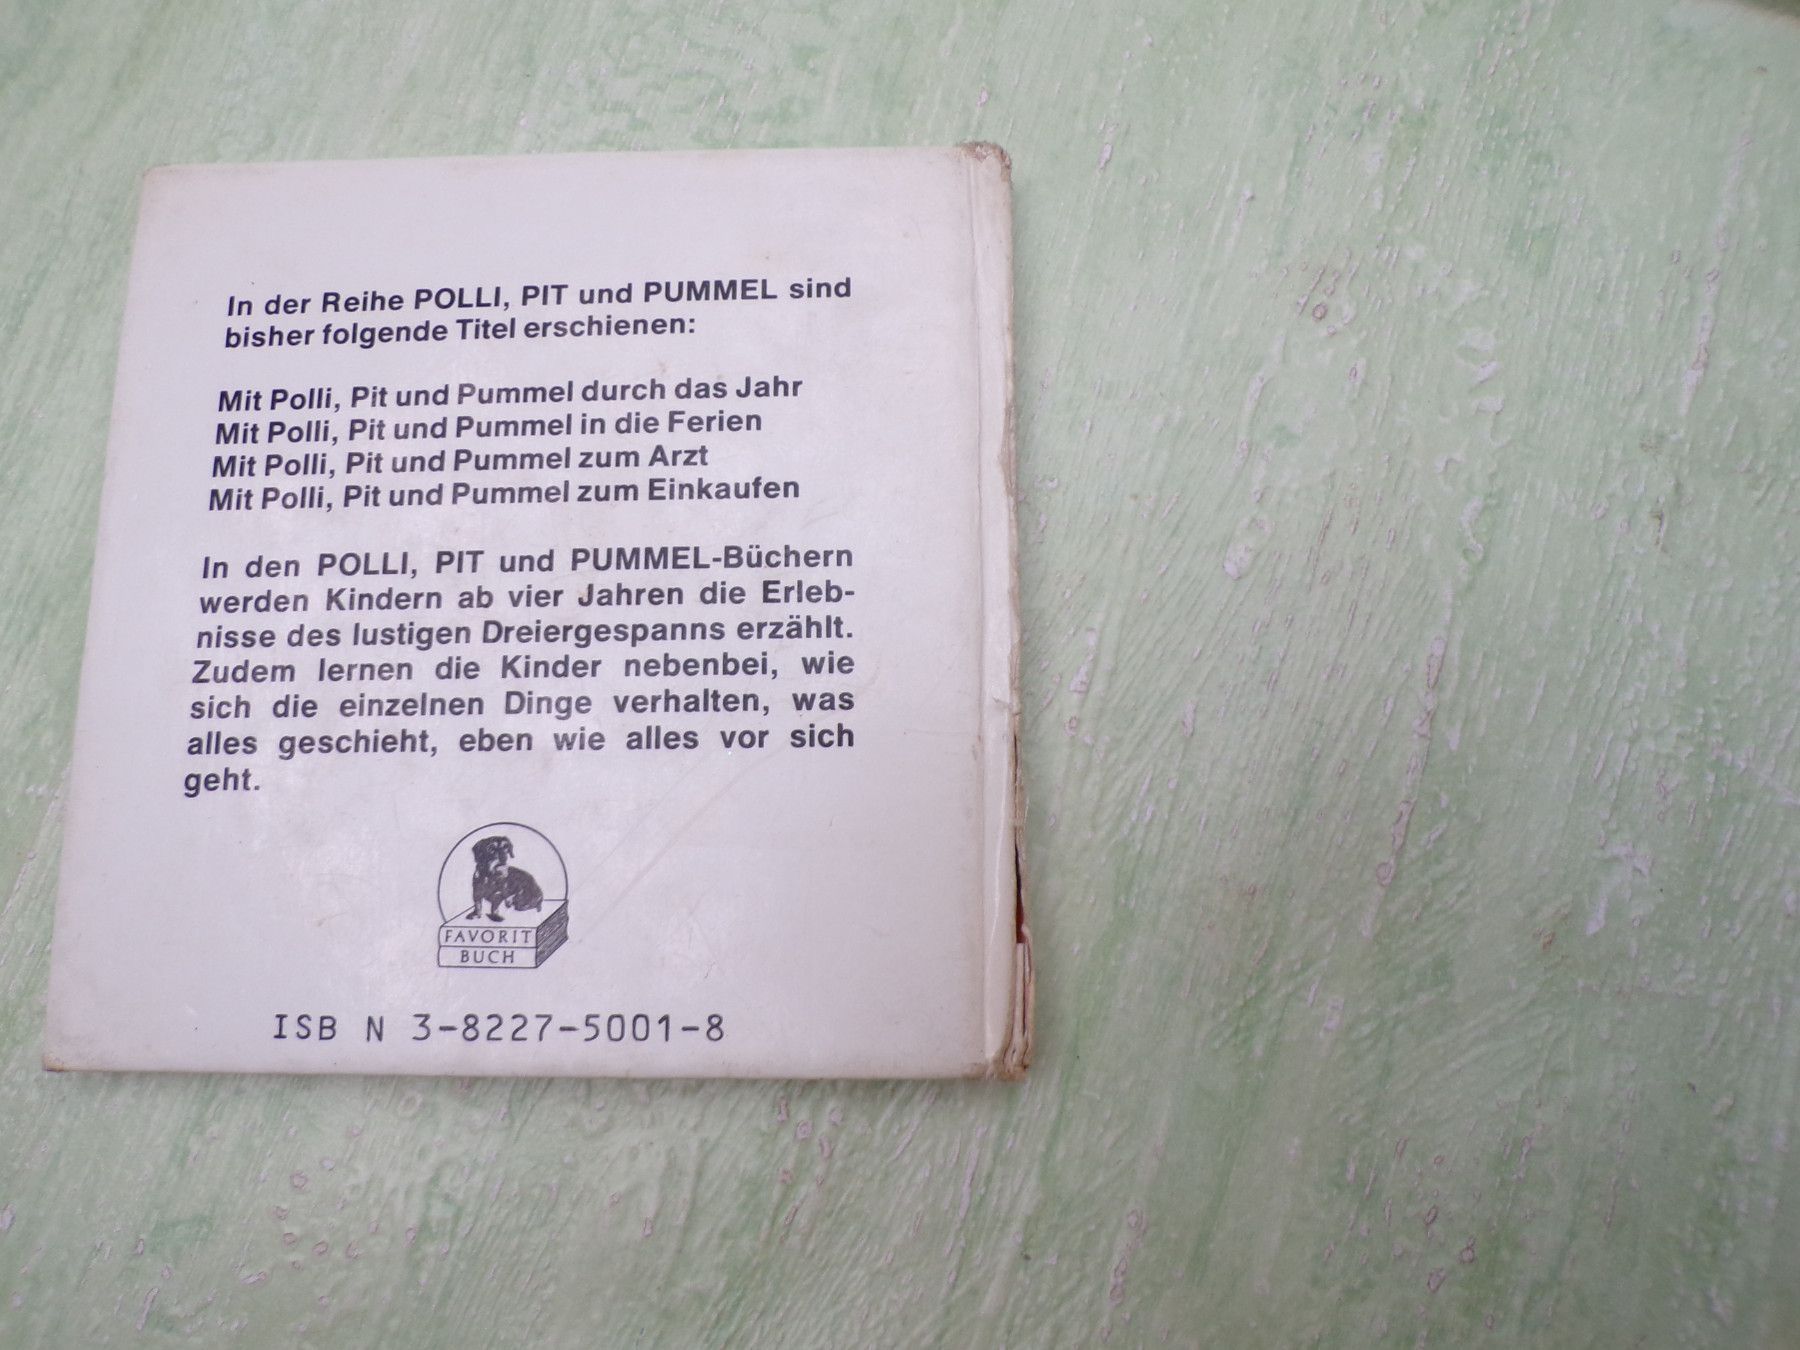 In der Reihe POLLI, PIT und PUMMEL sind
bisher folgende Titel erschienen:
Mit Polli, Pit und Pummel durch das Jahr
Mit Polli, Pit und Pummel in die Ferien
Mit Polli, Pit und Pummel zum Arzt
Mit Polli, Pit und Pummel zum Einkaufen
In den POLLI, PIT und PUMMEL-Büchern
werden Kindern ab vier Jahren die Erleb-
nisse des lustigen Dreiergespanns erzählt.
Zudem lernen die Kinder nebenbei, wie
sich die einzelnen Dinge verhalten, was
alles geschieht, eben wie alles vor sich
geht.
FAVORIT
BUCH
ISB N 3-8227-5001-8